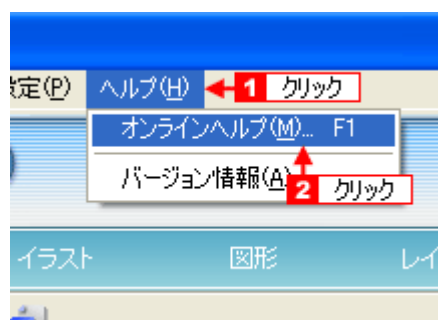 定(P) ヘルプ(H) 1 クリック
オンラインヘルプ(M)... F1
バージョン情報(A)
2 クリック
イラスト 図形 レイ